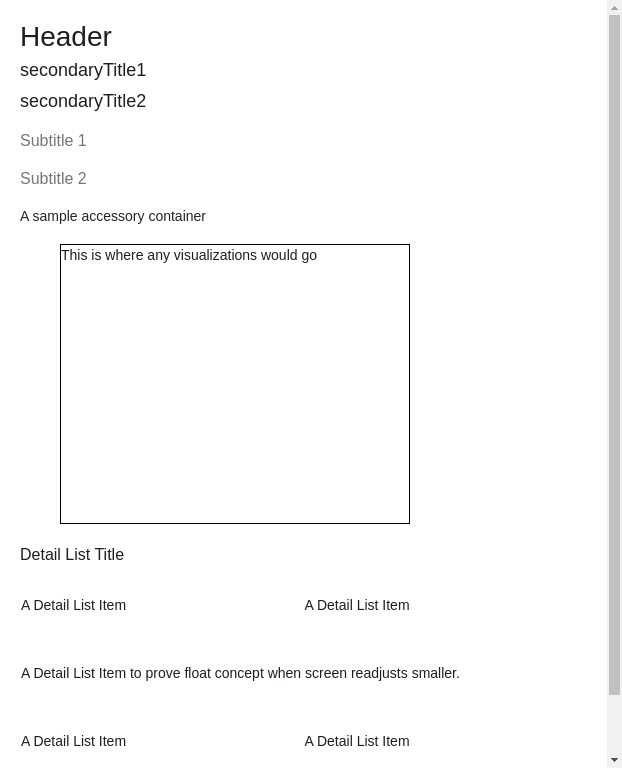 Header
secondaryTitle1
secondaryTitle2
Subtitle 1
Subtitle 2
A sample accessory container
This is where any visualizations would go
Detail List Title
A Detail List Item
A Detail List Item
A Detail List Item to prove float concept when screen readjusts smaller.
A Detail List Item
A Detail List Item